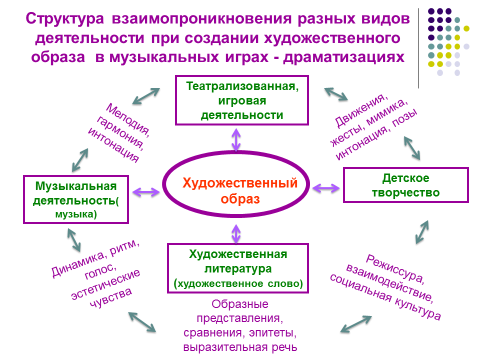 Структура взаимопроникновения разных видов
деятельности при создании художественного
образа в музыкальных играх - драматизациях
Театрализованная,
игровая
деятельности
Мелодия,
гармония,
интонация
Движения,
жесты, мимика,
интонация, позы
Музыкальная
деятельность(
музыка)
Художественный
образ
Детское
творчество
Динамика, ритм,
голос,
эстетические
чувства
Художественная
литература
(художественное слово)
Режиссура,
взаимодействие,
социальная культура
Образные
представления,
сравнения, эпитеты,
выразительная речь